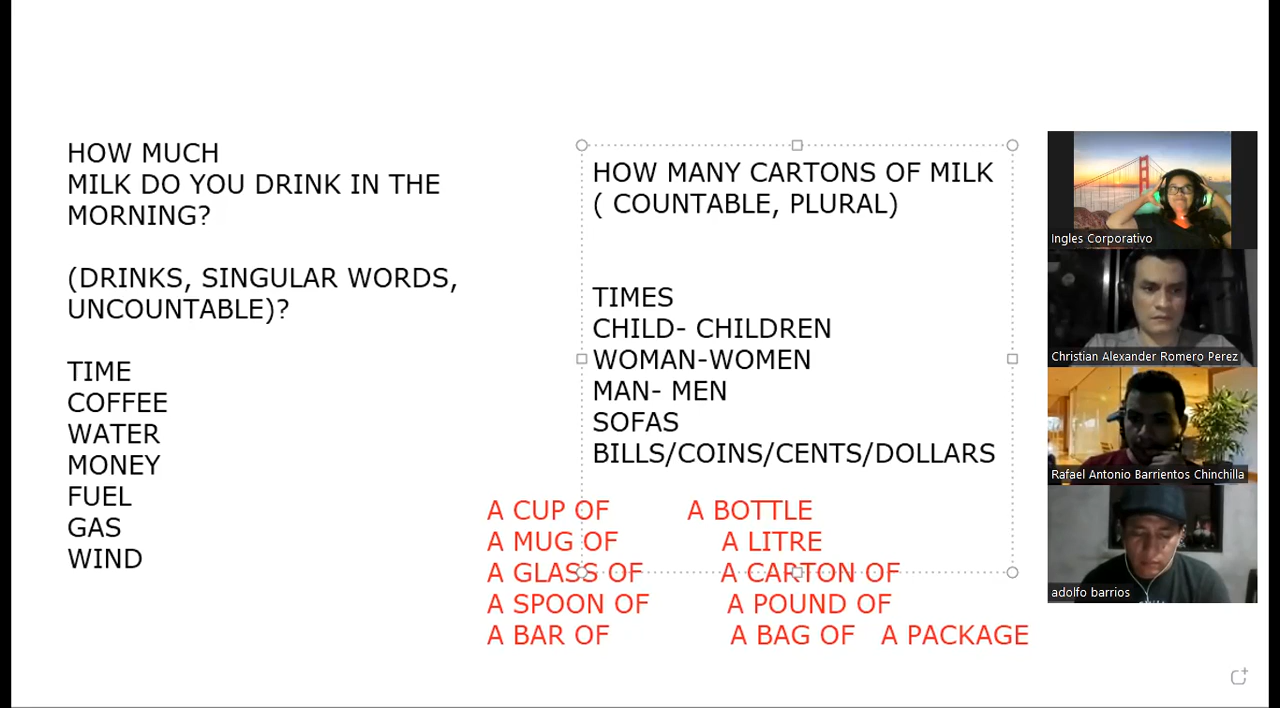 HOW MUCH
MILK DO YOU DRINK IN THE
MORNING?
(DRINKS, SINGULAR WORDS,
UNCOUNTABLE)?
TIME
COFFEE
WATER
MONEY
FUEL
GAS
WIND
HOW MANY CARTONS OF MILK
( COUNTABLE, PLURAL)
TIMES
CHILD- CHILDREN
WOMAN-WOMEN
MAN- MEN
SOFAS
BILLS/COINS/CENTS/DOLLARS
A CUP OF A BOTTLE
A MUG OF A LITRE
A GLASS OF A CARTON OF
A SPOON OF A POUND OF
A BAR OF A BAG OF A PACKAGE
Ingles Corporativo
Christian Alexander Romero Perez
Rafael Antonio Barrientos Chinchilla
adolfo barrios